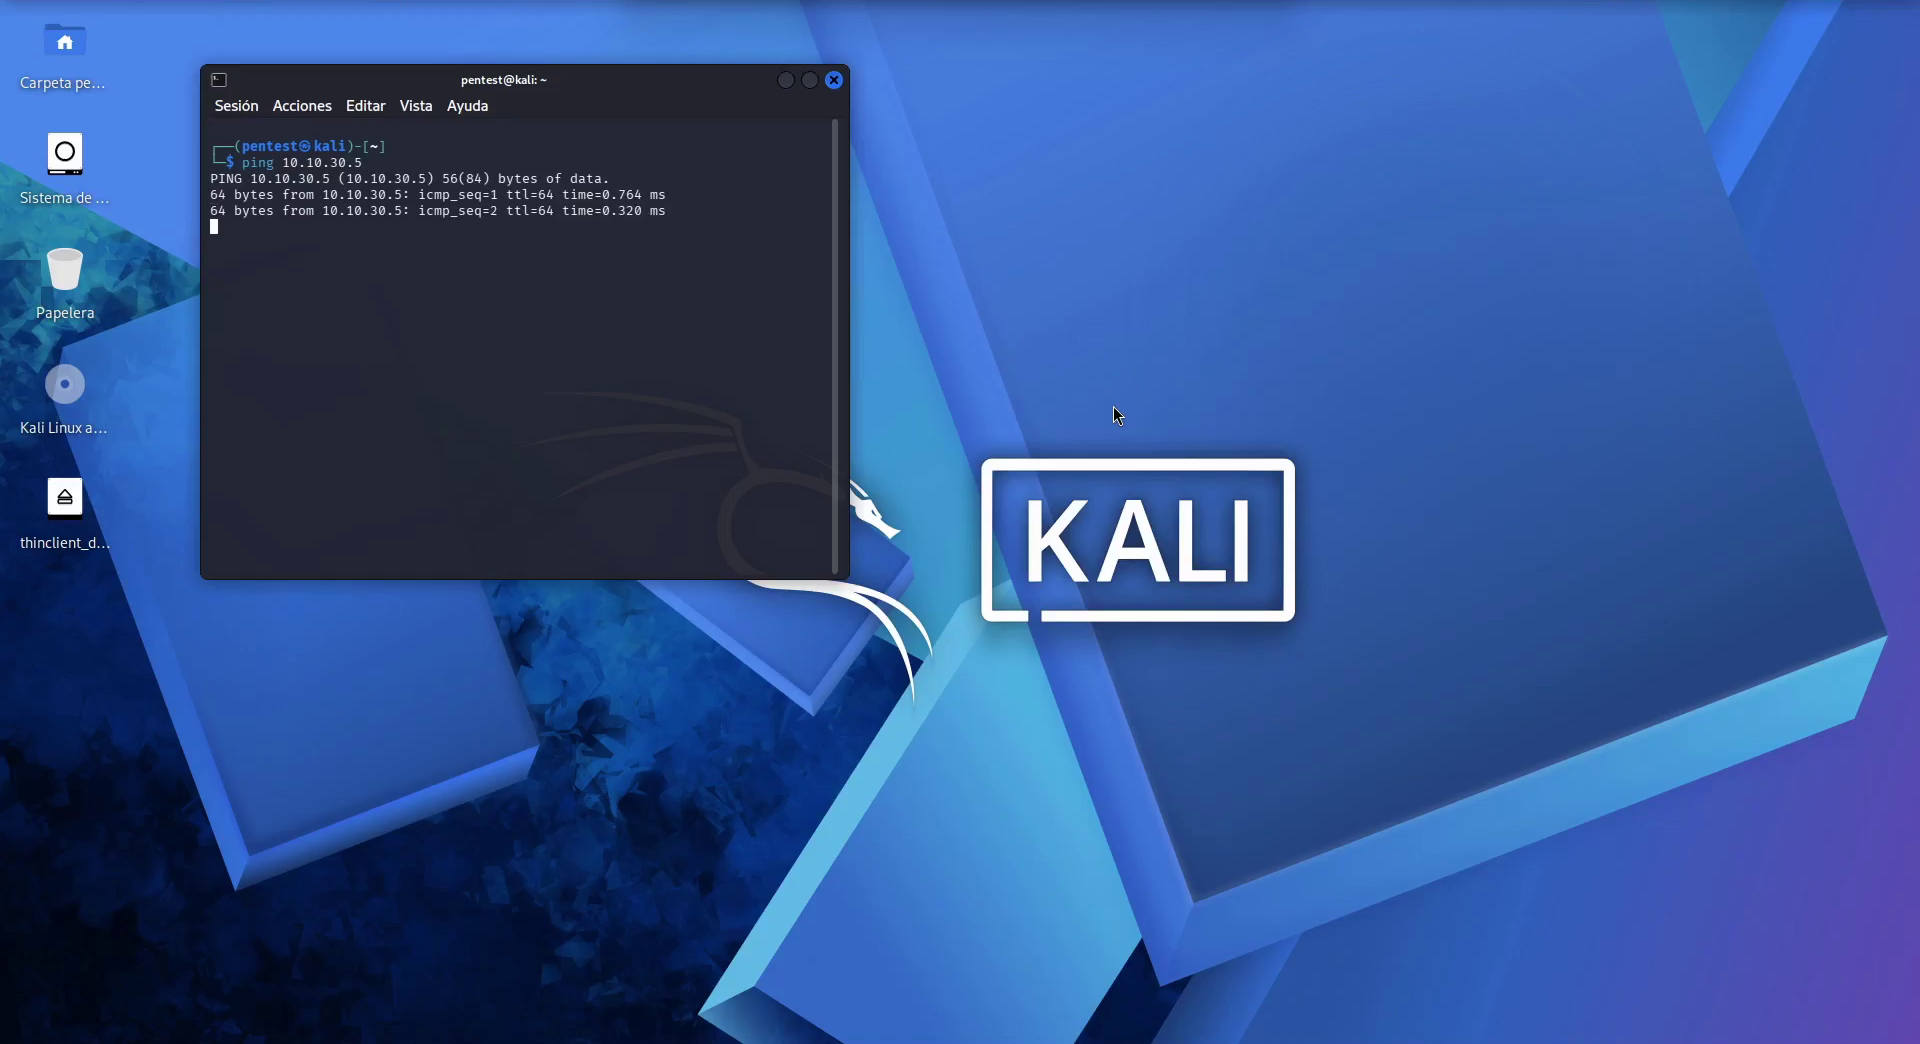 Carpeta pe...
Sistema de ...
Papelera
Kali Linux a...
thinclient_d...
pentest@kali: ~
Sesión Acciones Editar Vista Ayuda
┌──(pentest㉿kali)-[~]
└─$ ping 10.10.30.5
PING 10.10.30.5 (10.10.30.5) 56(84) bytes of data.
64 bytes from 10.10.30.5: icmp_seq=1 ttl=64 time=0.764 ms
64 bytes from 10.10.30.5: icmp_seq=2 ttl=64 time=0.320 ms
KALI